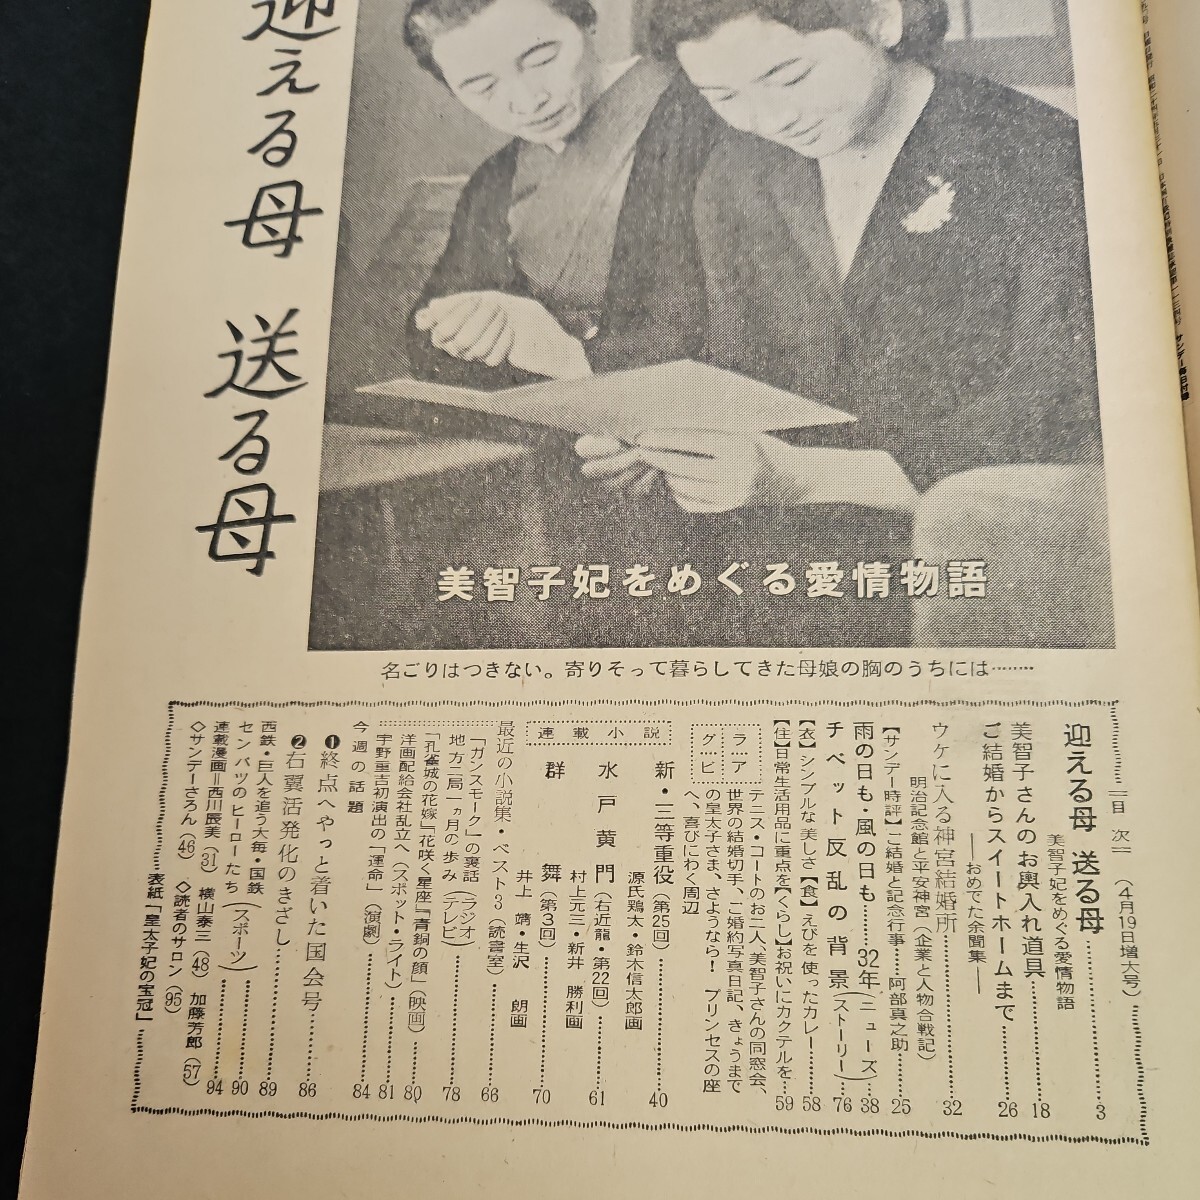 迎える母 送る母
美智子妃をめぐる愛情物語
名ごりはつきない。寄りそって暮らしてきた母娘の胸のうちには………
目次 (4月19日増大号)
迎える母 送る母……3
美智子妃をめぐる愛情物語
美智子さんのお輿入れ道具……18
ご結婚からスイートホームまで……26
――おめでた余聞集――
ウケに入る神宮結婚所……32
明治記念館と平安神宮(企業と人物合戦記)
【サンデー時評】ご結婚と記念行事……阿部真之助……25
雨の日も・風の日も……32年(ニューズ)……38
チベット反乱の背景(ストーリー)……76
【衣】シンプルな美しさ【食】えびを使ったカレー……58
【住】日常生活用品に重点を【くらし】お祝いにカクテルを……59
グラビア
テニス・コートのお二人、美智子さんの同窓会、
世界の結婚切手、ご婚約写真日記、きょうまで
の皇太子さま、さようなら！プリンセスの座
へ、喜びにわく周辺
連載小説
新・三等重役(第25回)……40
源氏鶏太・鈴木信太郎画
水戸黄門(右近龍・第22回)……61
村上元三・新井 勝利画
群舞(第3回)……70
井上 靖・生沢 朗画
最近の小説集・ベスト3(読書室)……66
「ガンスモーク」の裏話(ラジオ)
地方二局一ヵ月の歩み(テレビ)……78
「孔雀城の花嫁」『花咲く星座』『青銅の顔』(映画)……80
洋画配給会社乱立へ(スポット・ライト)……81
宇野重吉初演出の「運命」(演劇)……84
今週の話題
❶終点へやっと着いた国会号……86
❷右翼活発化のきざし
西鉄・巨人を追う大毎・国鉄……89
センバツのヒーローたち(スポーツ)……90
連載漫画＝西川辰美(31) 横山泰三(48) 加藤芳郎(57)……94
◇サンデーさろん(46) ◇読者のサロン(95)
表紙「皇太子妃の宝冠」
サンデー毎日付録